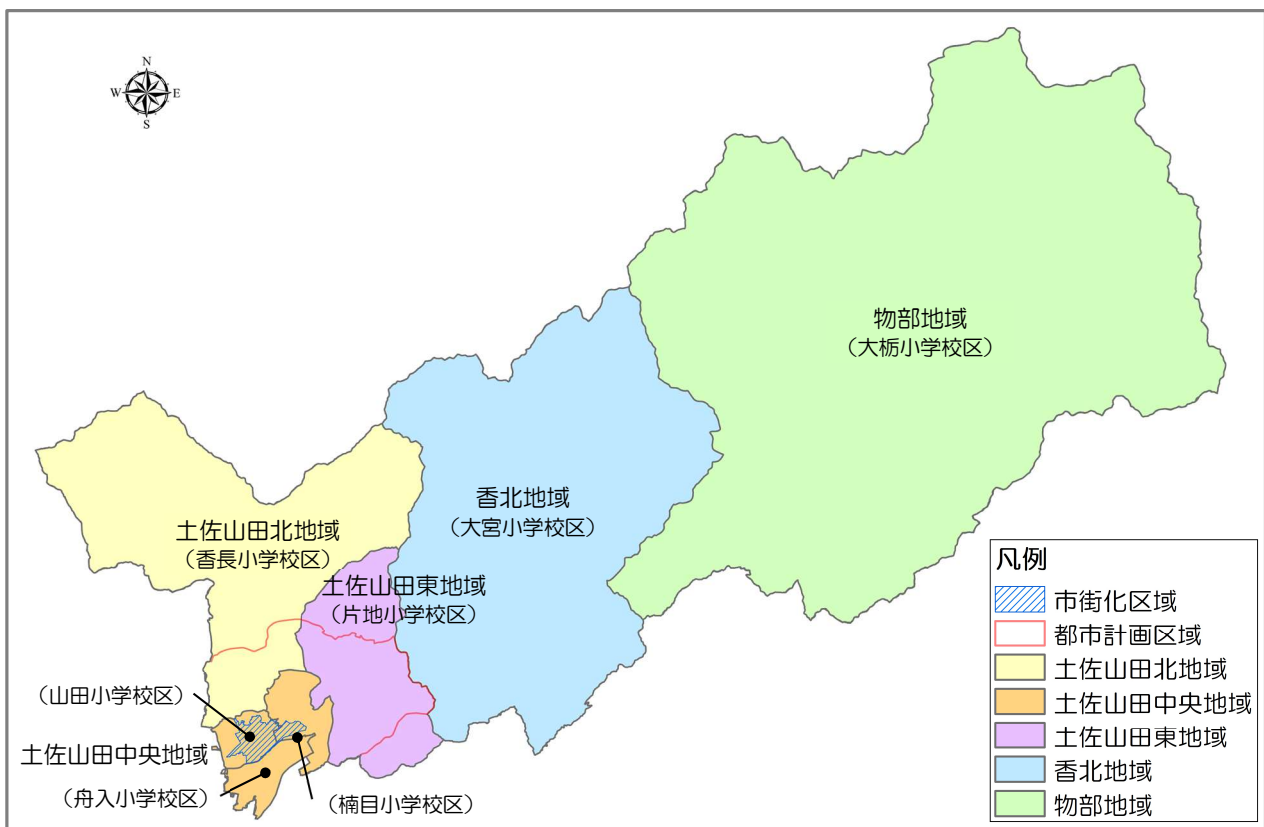 N
W E
S
物部地域
（大栃小学校区）
香北地域
（大宮小学校区）
土佐山田北地域
（香長小学校区）
土佐山田東地域
（片地小学校区）
（山田小学校区）
土佐山田中央地域
（舟入小学校区）
（楠目小学校区）
凡例
市街化区域
都市計画区域
土佐山田北地域
土佐山田中央地域
土佐山田東地域
香北地域
物部地域